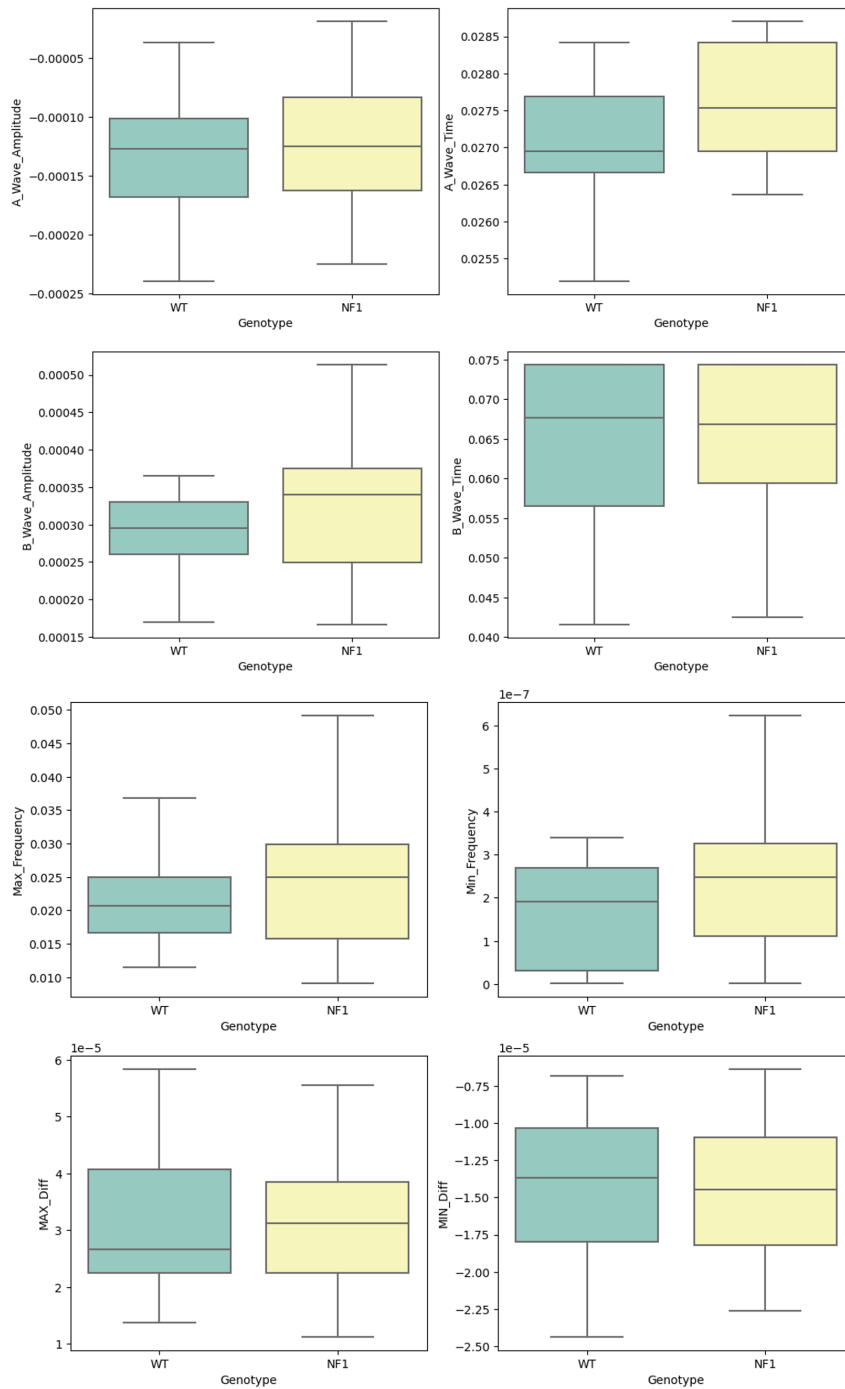 A_Wave_Amplitude
−0.00005
−0.00010
−0.00015
−0.00020
−0.00025
WT
NF1
Genotype
A_Wave_Time
0.0285
0.0280
0.0275
0.0270
0.0265
0.0260
0.0255
WT
NF1
Genotype
B_Wave_Amplitude
0.00050
0.00045
0.00040
0.00035
0.00030
0.00025
0.00020
0.00015
WT
NF1
Genotype
B_Wave_Time
0.075
0.070
0.065
0.060
0.055
0.050
0.045
0.040
WT
NF1
Genotype
Max_Frequency
0.050
0.045
0.040
0.035
0.030
0.025
0.020
0.015
0.010
WT
NF1
Genotype
1e−7
Min_Frequency
6
5
4
3
2
1
0
WT
NF1
Genotype
1e−5
MAX_Diff
6
5
4
3
2
1
WT
NF1
Genotype
1e−5
MIN_Diff
−0.75
−1.00
−1.25
−1.50
−1.75
−2.00
−2.25
−2.50
WT
NF1
Genotype